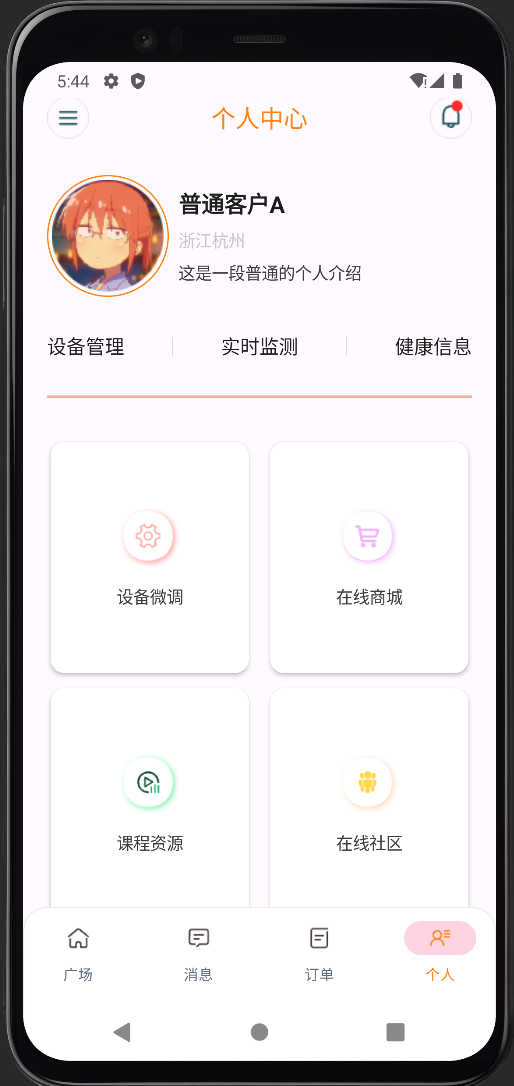 5:44
个人中心
普通客户A
浙江杭州
这是一段普通的个人介绍
设备管理
实时监测
健康信息
设备微调
在线商城
课程资源
在线社区
广场
消息
订单
个人